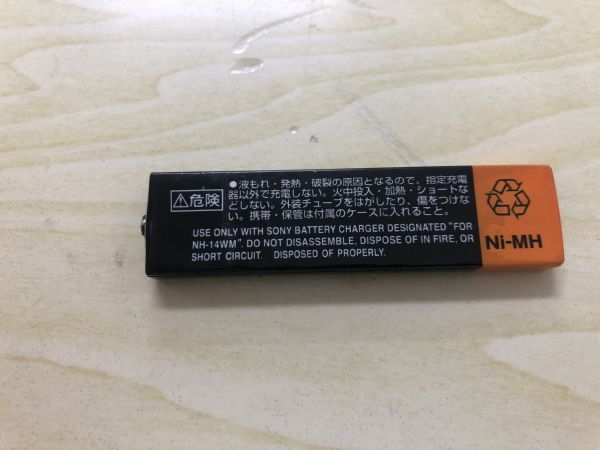 ⚠危険
●液もれ・発熱・破裂の原因となるので、指定充電
器以外で充電しない。火中投入・加熱・ショートな
どしない。外装チューブをはがしたり、傷をつけな
い。携帯・保管は付属のケースに入れること。
USE ONLY WITH SONY BATTERY CHARGER DESIGNATED "FOR
NH-14WM". DO NOT DISASSEMBLE, DISPOSE OF IN FIRE, OR
SHORT CIRCUIT. DISPOSED OF PROPERLY.
Ni-MH